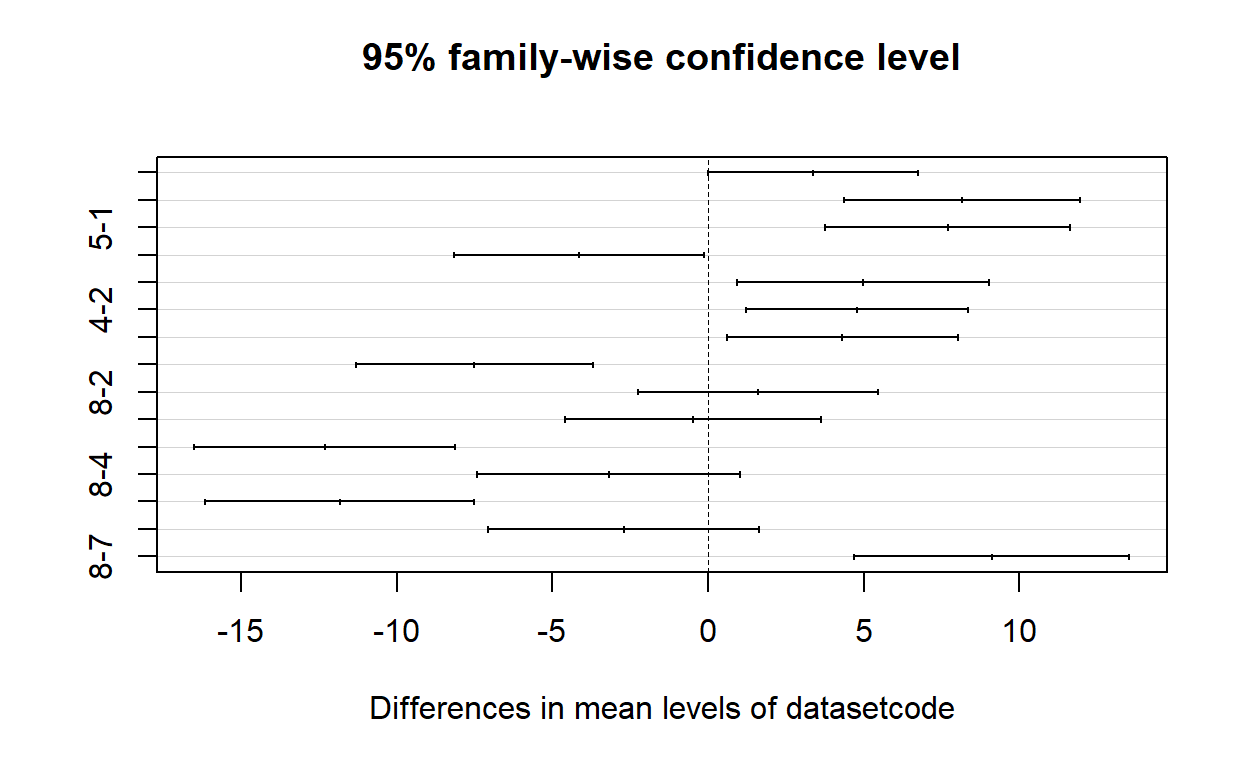 95% family-wise confidence level
5-1
4-2
8-2
8-4
8-7
-15 -10 -5 0 5 10
Differences in mean levels of datasetcode